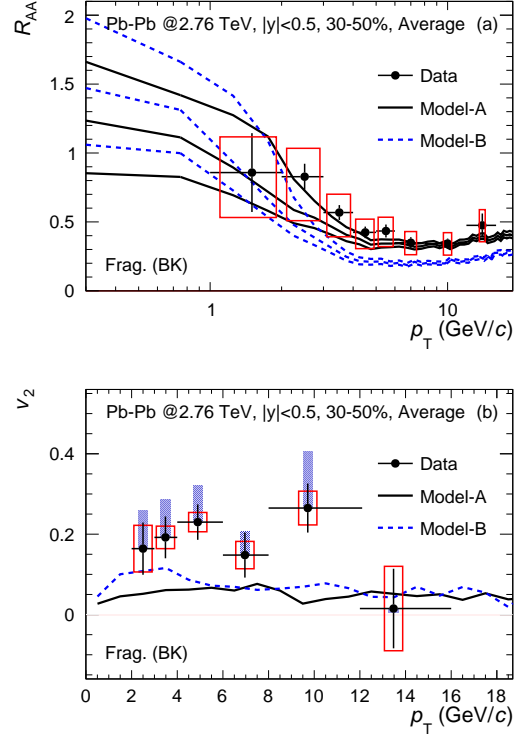 R_AA
2
Pb-Pb @2.76 TeV, |y|<0.5, 30-50%, Average (a)
Data
1.5
Model-A
Model-B
1
0.5
Frag. (BK)
0
1
10
p_T (GeV/c)
v_2
Pb-Pb @2.76 TeV, |y|<0.5, 30-50%, Average (b)
0.4
Data
Model-A
Model-B
0.2
0
Frag. (BK)
0 2 4 6 8 10 12 14 16 18
p_T (GeV/c)